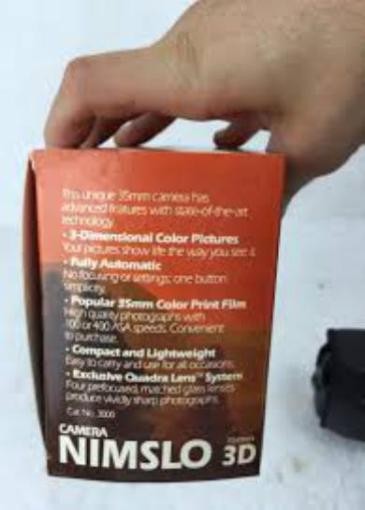 This unique 35mm camera has
advanced features with state-of-the-art
technology.
• 3-Dimensional Color Pictures
Your pictures show life the way you see it.
• Fully Automatic
No focusing or settings; one button
simplicity.
• Popular 35mm Color Print Film
High quality photographs with
100 or 400 ASA speeds. Convenient
to purchase.
• Compact and Lightweight
Easy to carry and use for all occasions.
• Exclusive Quadra Lens™ System
Four prefocused, matched glass lenses
produce vividly sharp photographs.
Cat. No. 3000
CAMERA
NIMSLO 3D